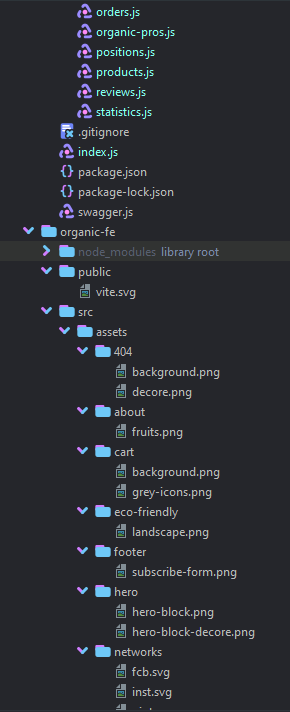 orders.js
organic-pros.js
positions.js
products.js
reviews.js
statistics.js
.gitignore
index.js
package.json
package-lock.json
swagger.js
organic-fe
node_modules library root
public
vite.svg
src
assets
404
background.png
decore.png
about
fruits.png
cart
background.png
grey-icons.png
eco-friendly
landscape.png
footer
subscribe-form.png
hero
hero-block.png
hero-block-decore.png
networks
fcb.svg
inst.svg